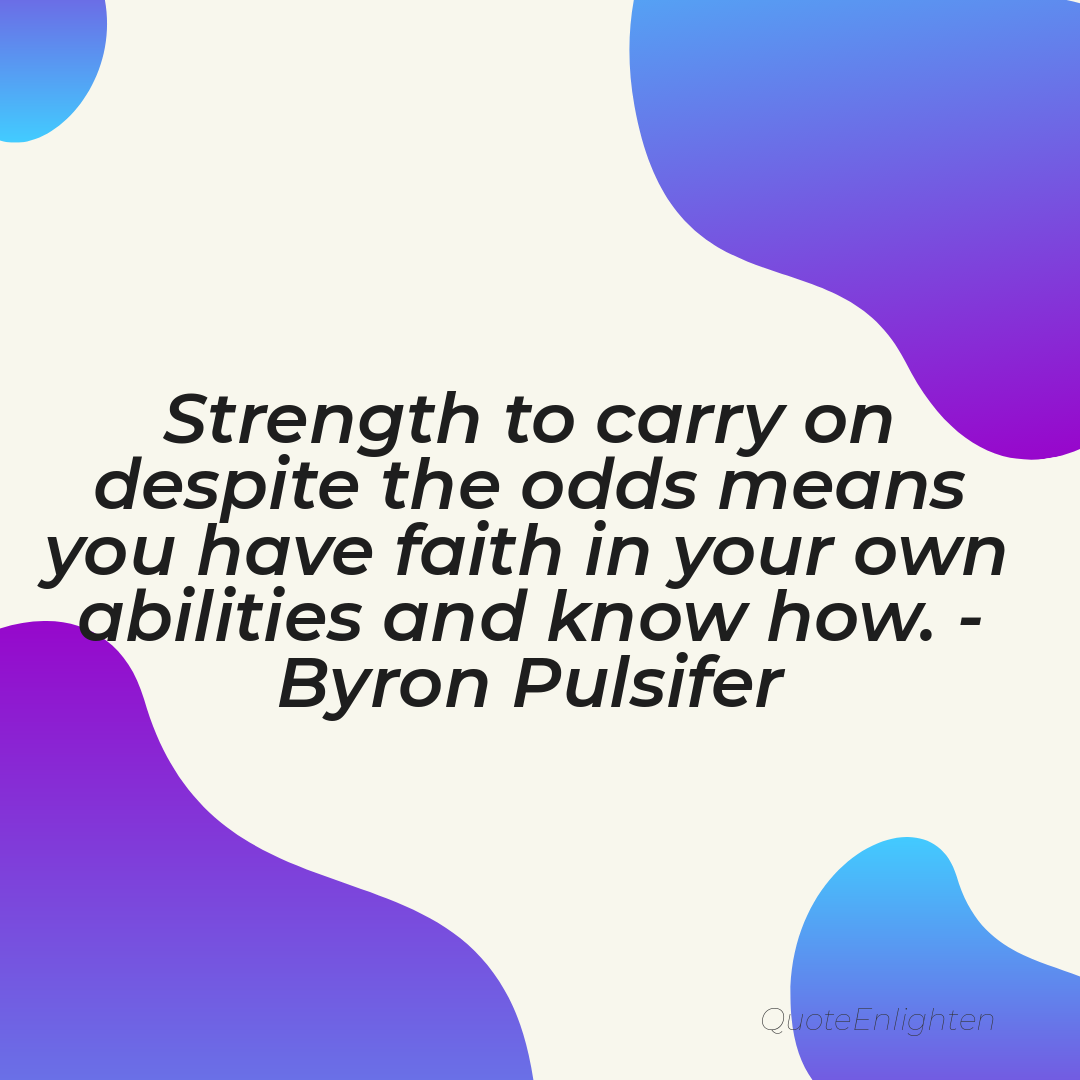 Strength to carry on
despite the odds means
you have faith in your own
abilities and know how. -
Byron Pulsifer
QuoteEnlighten